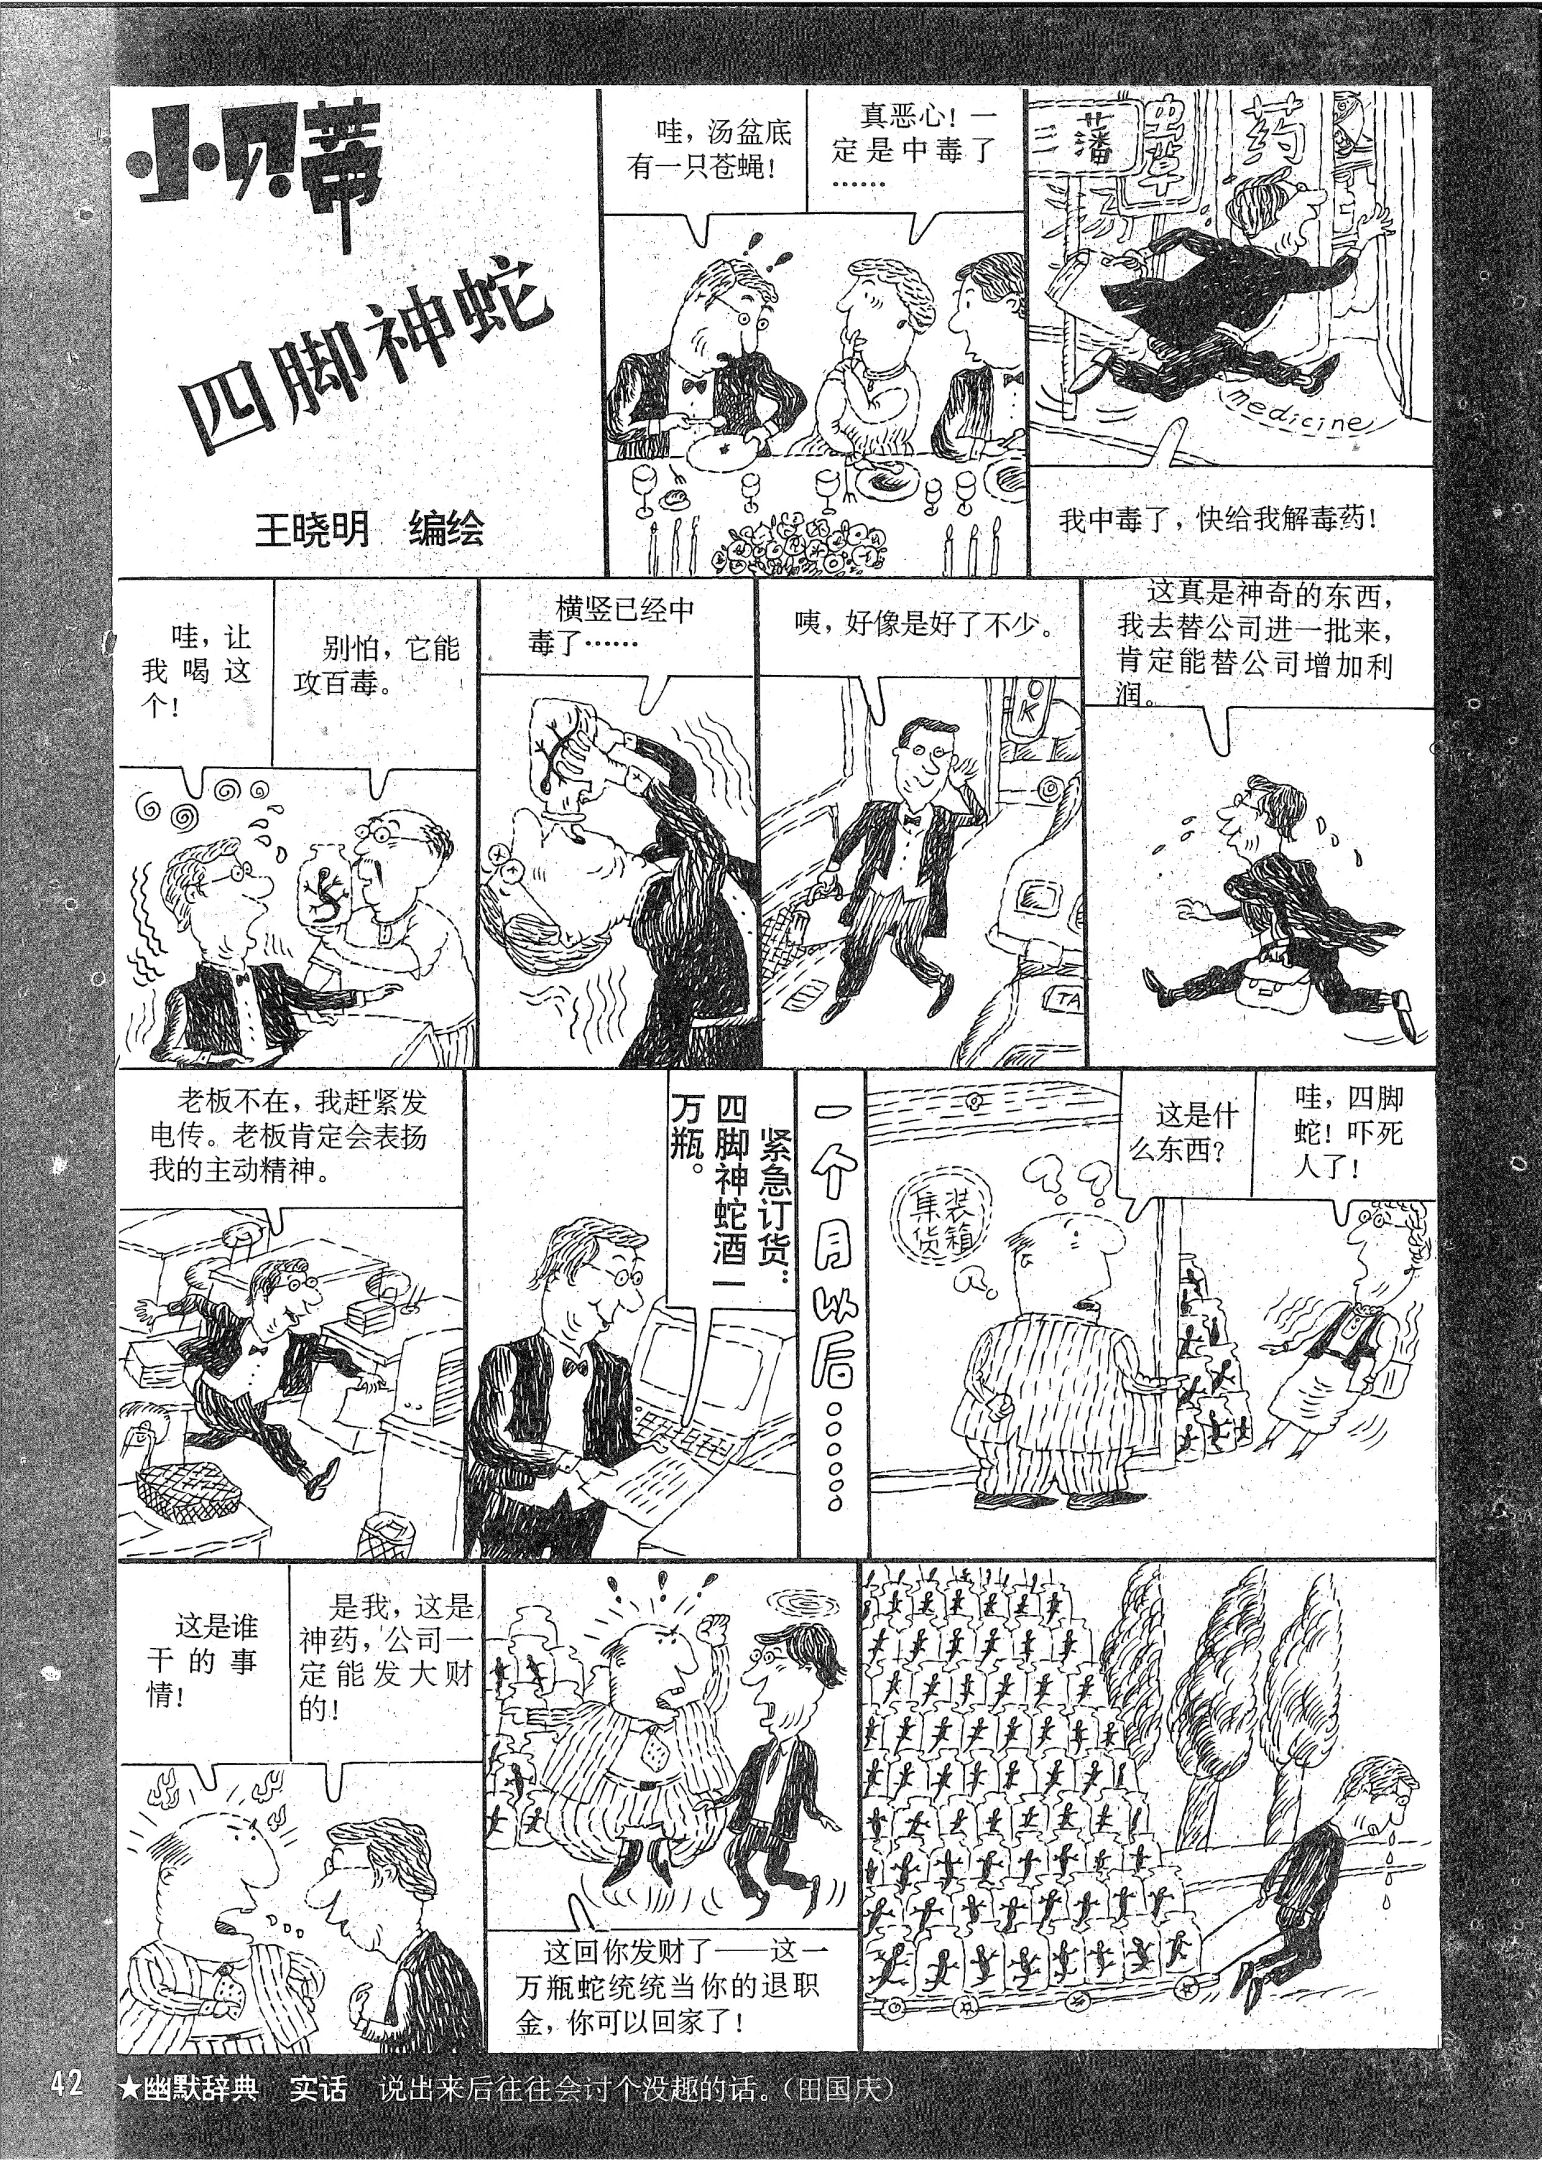 小贝蒂
四脚神蛇
王晓明 编绘
哇，汤盆底
有一只苍蝇！
真恶心！一
定是中毒了
……
三 藩
中草
药
medicine
我中毒了，快给我解毒药！
哇，让
我喝这
个！
别怕，它能
攻百毒。
横竖已经中
毒了……
咦，好像是好了不少。
OK
TA
这真是神奇的东西，
我去替公司进一批来，
肯定能替公司增加利
润。
老板不在，我赶紧发
电传。老板肯定会表扬
我的主动精神。
紧急订货：
四脚神蛇酒一
万瓶。
一个月以后……
集装
货箱
这是什
么东西？
哇，四脚
蛇！吓死
人了！
这是谁
干的事
情！
是我，这是
神药，公司一
定能发大财
的！
这回你发财了——这一
万瓶蛇统统当你的退职
金，你可以回家了！
42 ★幽默辞典 实话 说出来后往往会讨个没趣的话。（田国庆）